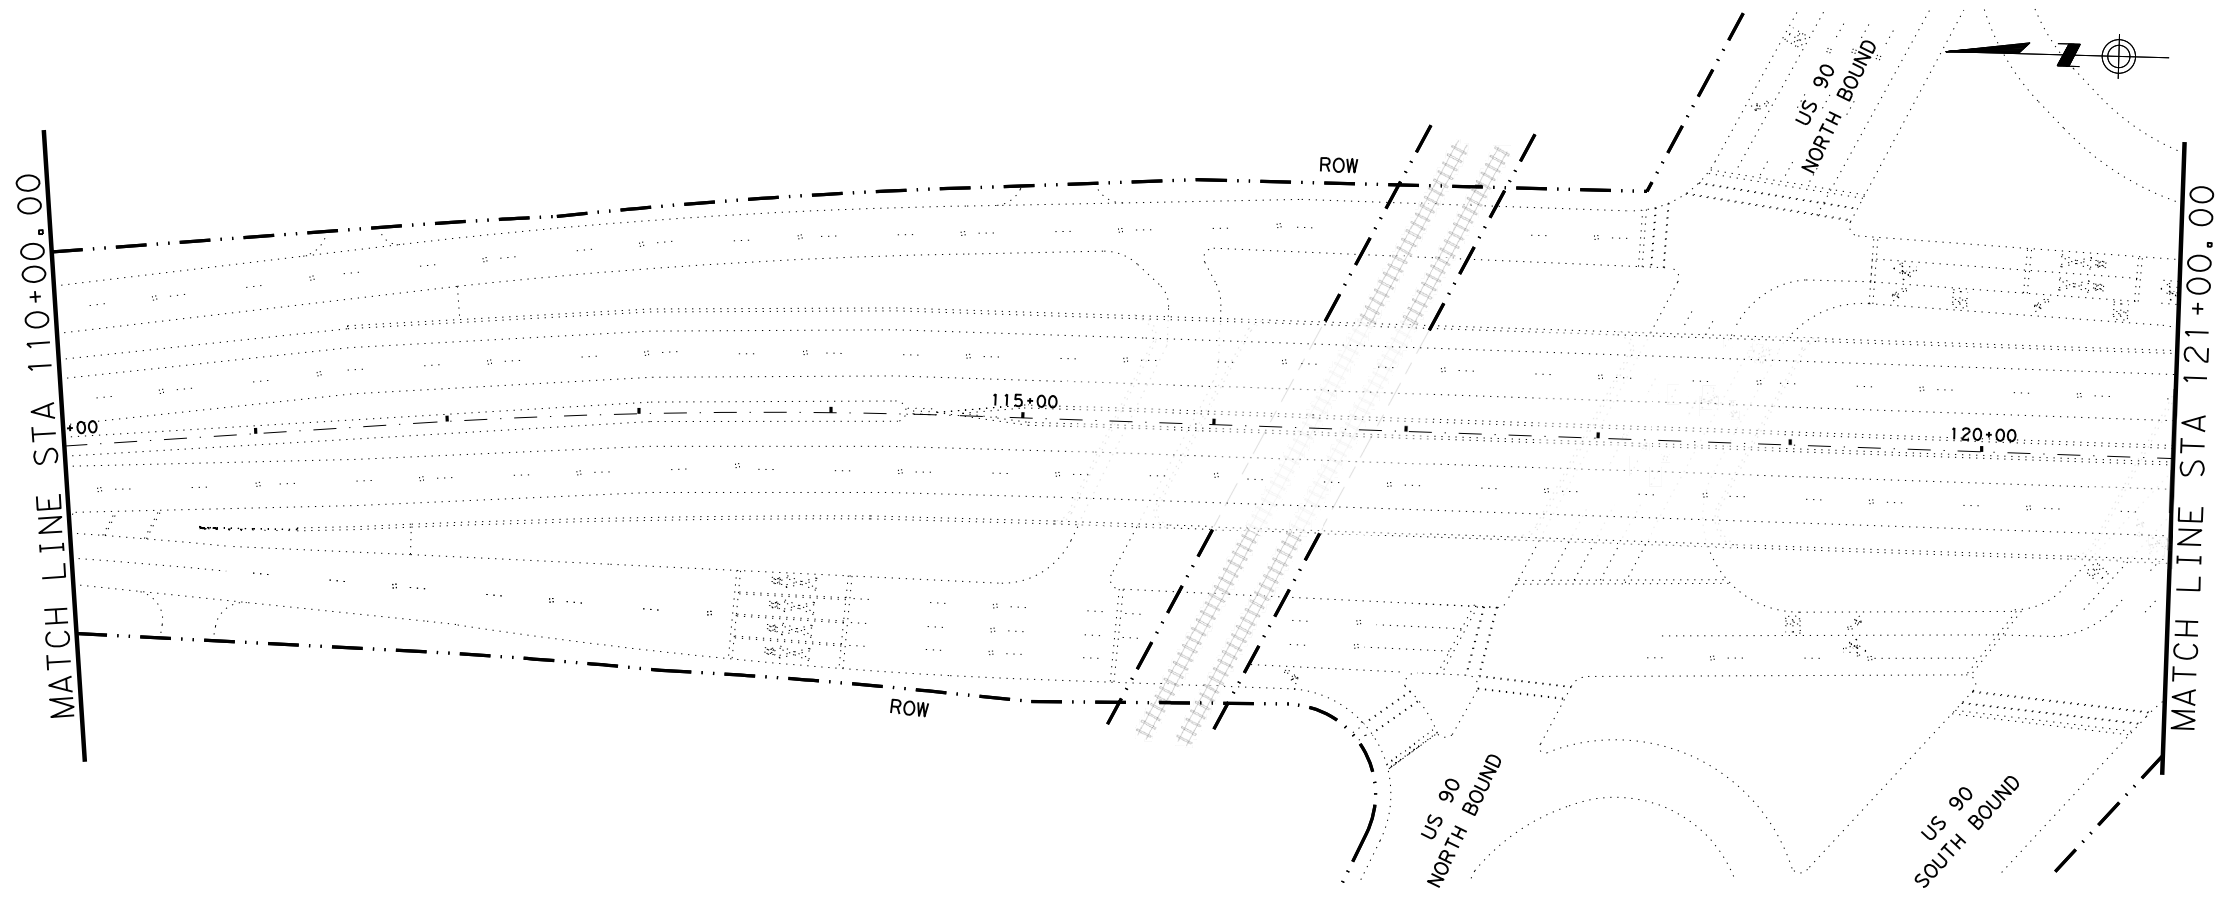 MATCH LINE STA 110+00.00
+00
ROW
115+00
ROW
US 90
NORTH BOUND
N
120+00
MATCH LINE STA 121+00.00
US 90
NORTH BOUND
US 90
SOUTH BOUND